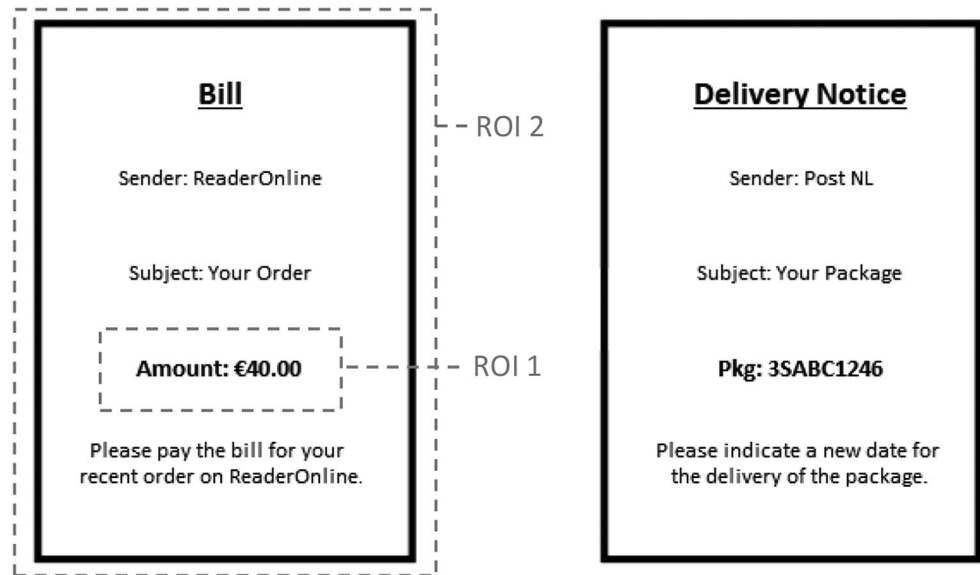 Bill
Sender: ReaderOnline
Subject: Your Order
Amount: €40.00
Please pay the bill for your
recent order on ReaderOnline.
ROI 2
ROI 1
Delivery Notice
Sender: Post NL
Subject: Your Package
Pkg: 3SABC1246
Please indicate a new date for
the delivery of the package.